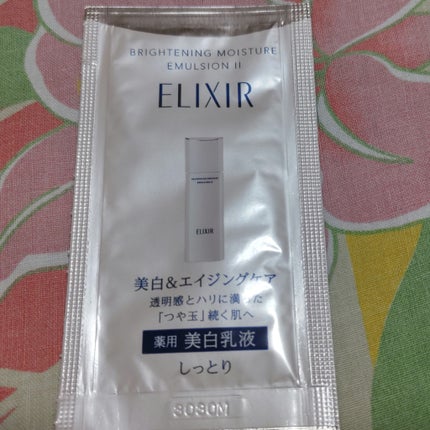 BRIGHTENING MOISTURE
EMULSION II
ELIXIR
ELIXIR
美白&エイジングケア
透明感とハリに満ちた
「つや玉」続く肌へ
薬用 美白乳液
しっとり